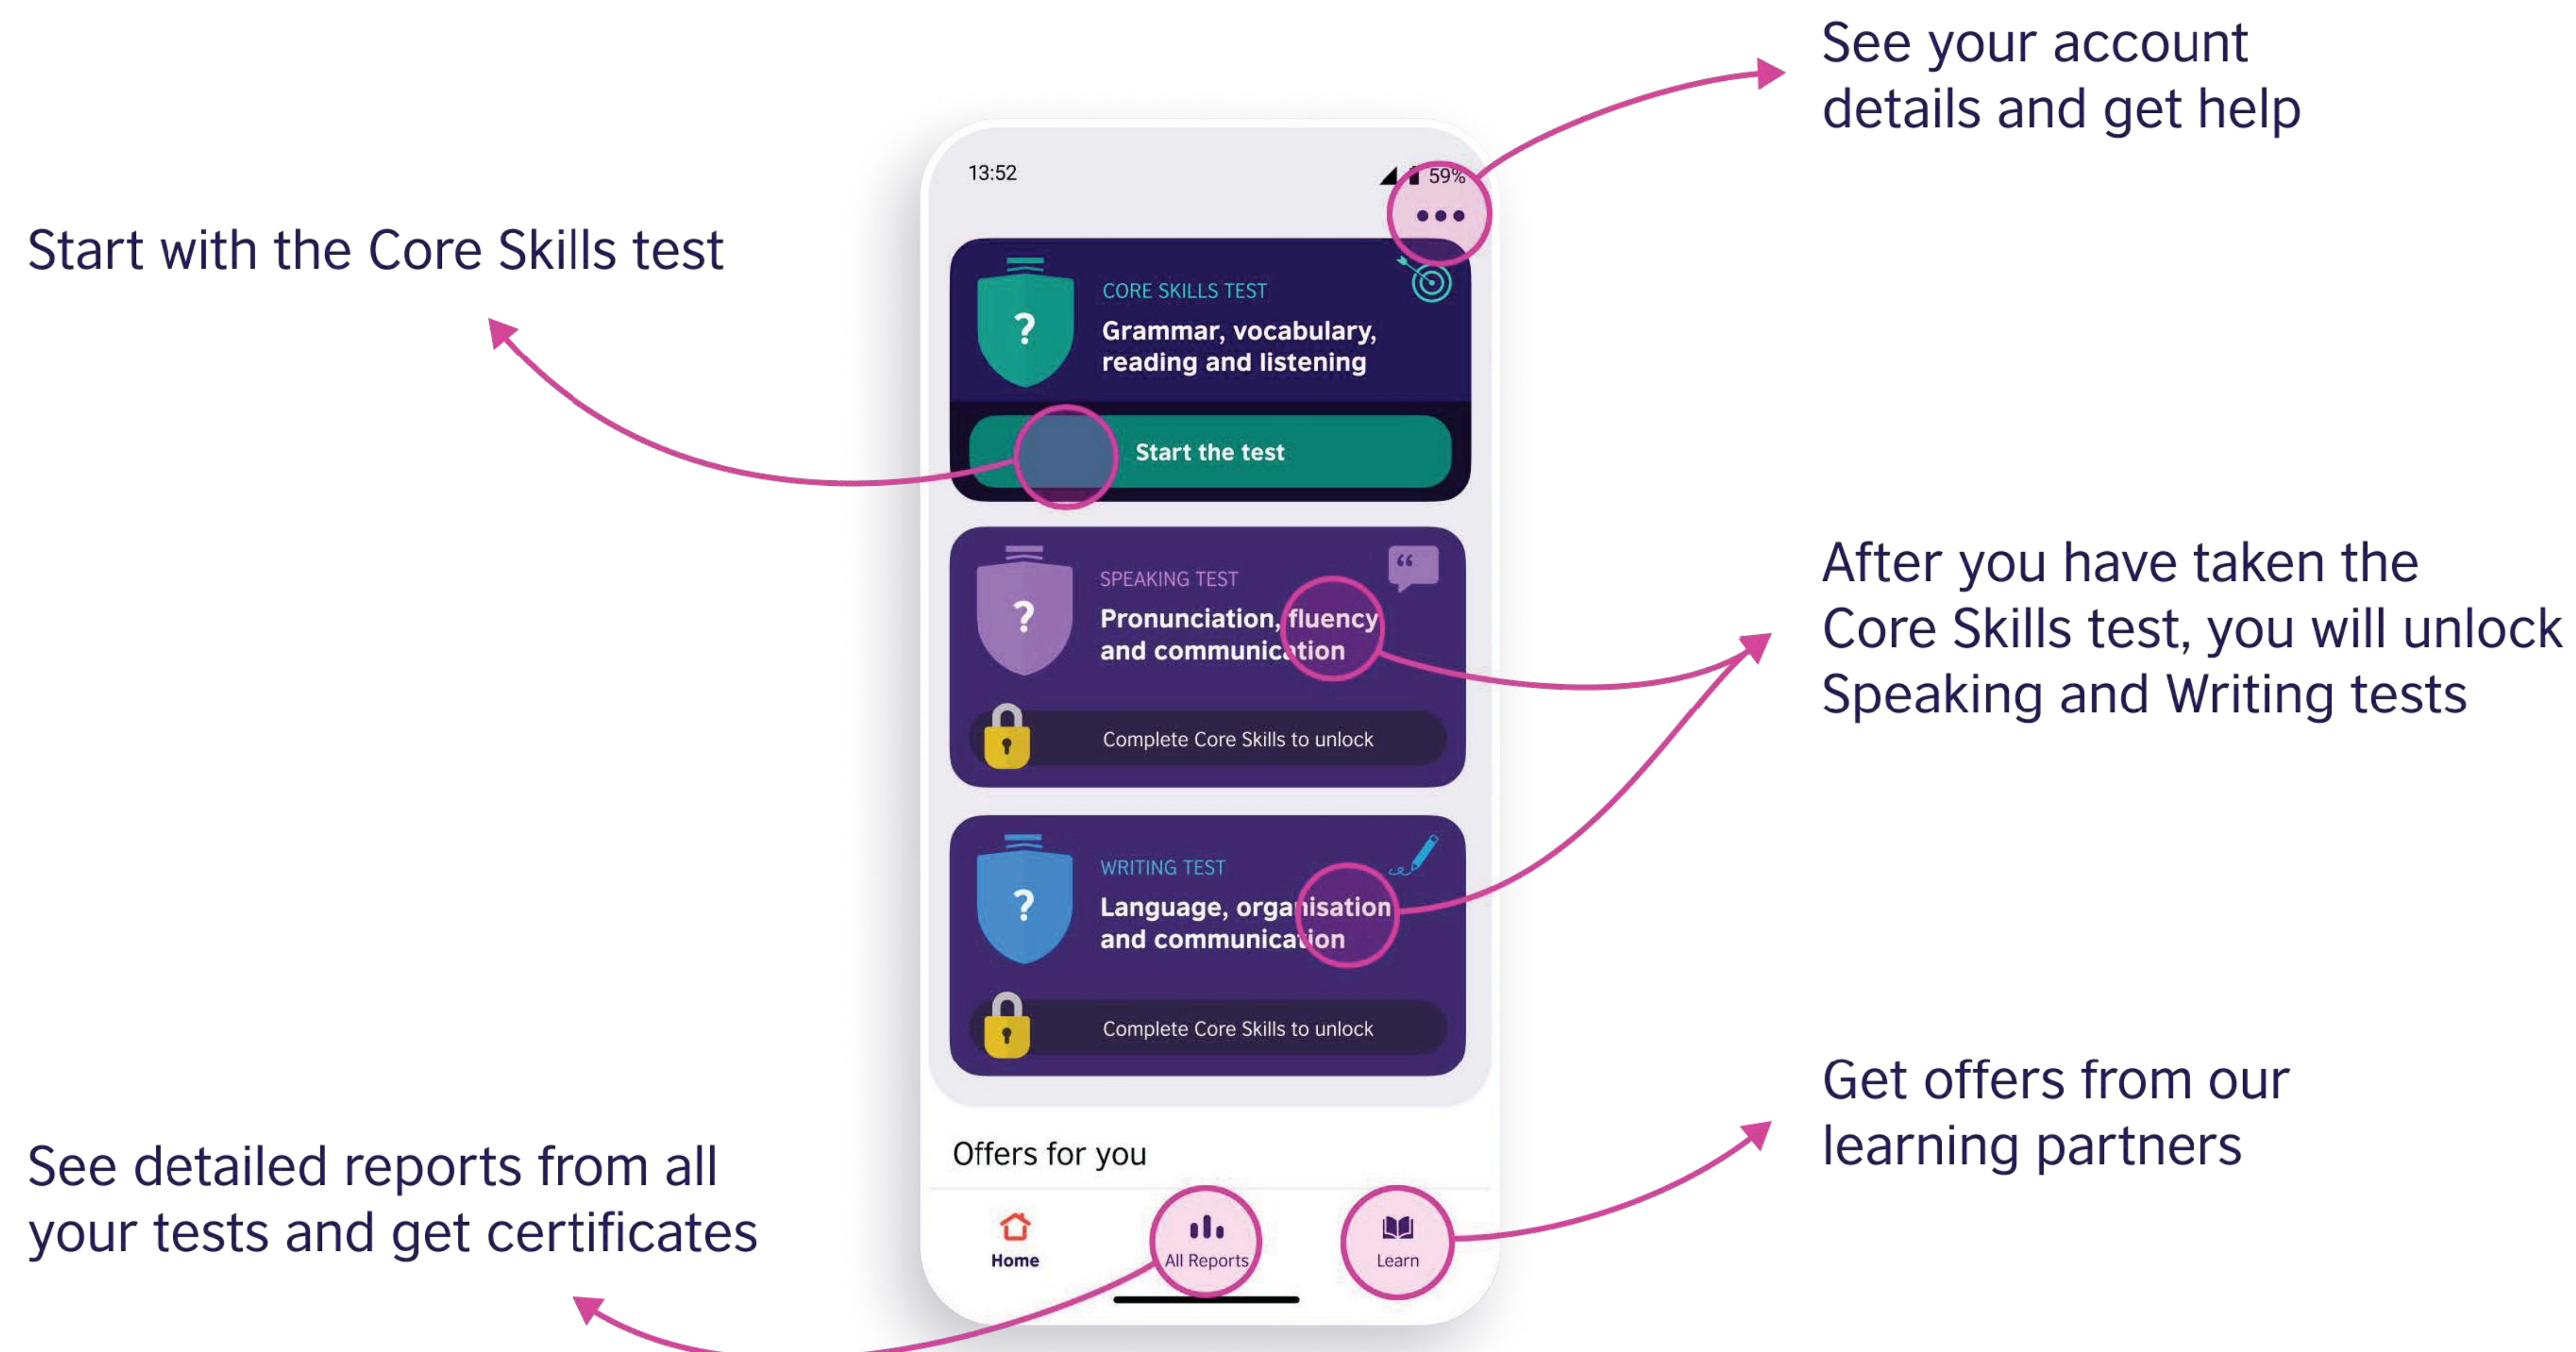 See your account
details and get help
Start with the Core Skills test
13:52
59%
CORE SKILLS TEST
?
Grammar, vocabulary,
reading and listening
Start the test
SPEAKING TEST
“
?
Pronunciation, fluency
and communication
Complete Core Skills to unlock
After you have taken the
Core Skills test, you will unlock
Speaking and Writing tests
WRITING TEST
?
Language, organisation
and communication
Complete Core Skills to unlock
Get offers from our
learning partners
See detailed reports from all
your tests and get certificates
Offers for you
Home
All Reports
Learn